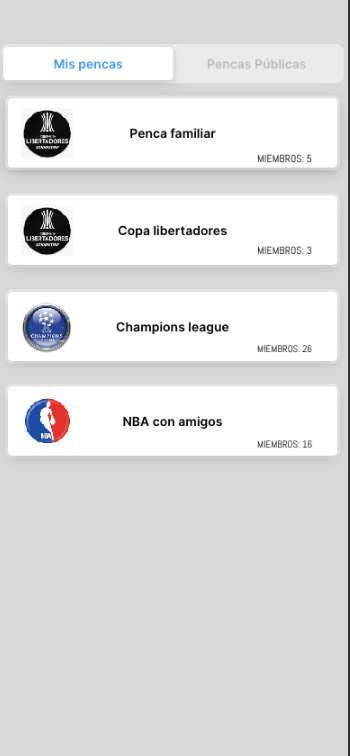 Mis pencas
Pencas Públicas
Penca familiar
MIEMBROS: 5
LIBERTADORES
Copa libertadores
MIEMBROS: 3
LIBERTADORES
Champions league
MIEMBROS: 26
CHAMPIONS
NBA con amigos
MIEMBROS: 16
NBA